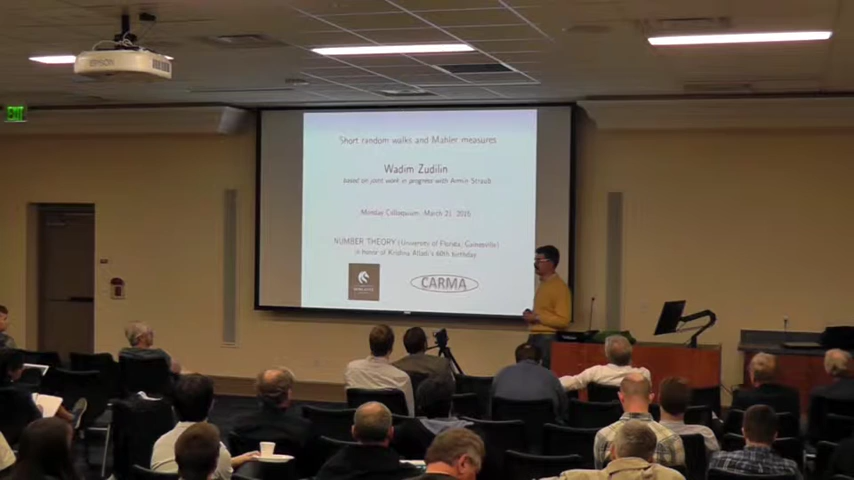 EPSON
EXIT
Short random walks and Mahler measures
Wadim Zudilin
based on joint work in progress with Armin Straub
Monday Colloquium, March 21, 2016
NUMBER THEORY (University of Florida, Gainesville)
in honor of Krishna Alladi's 60th birthday
CARMA